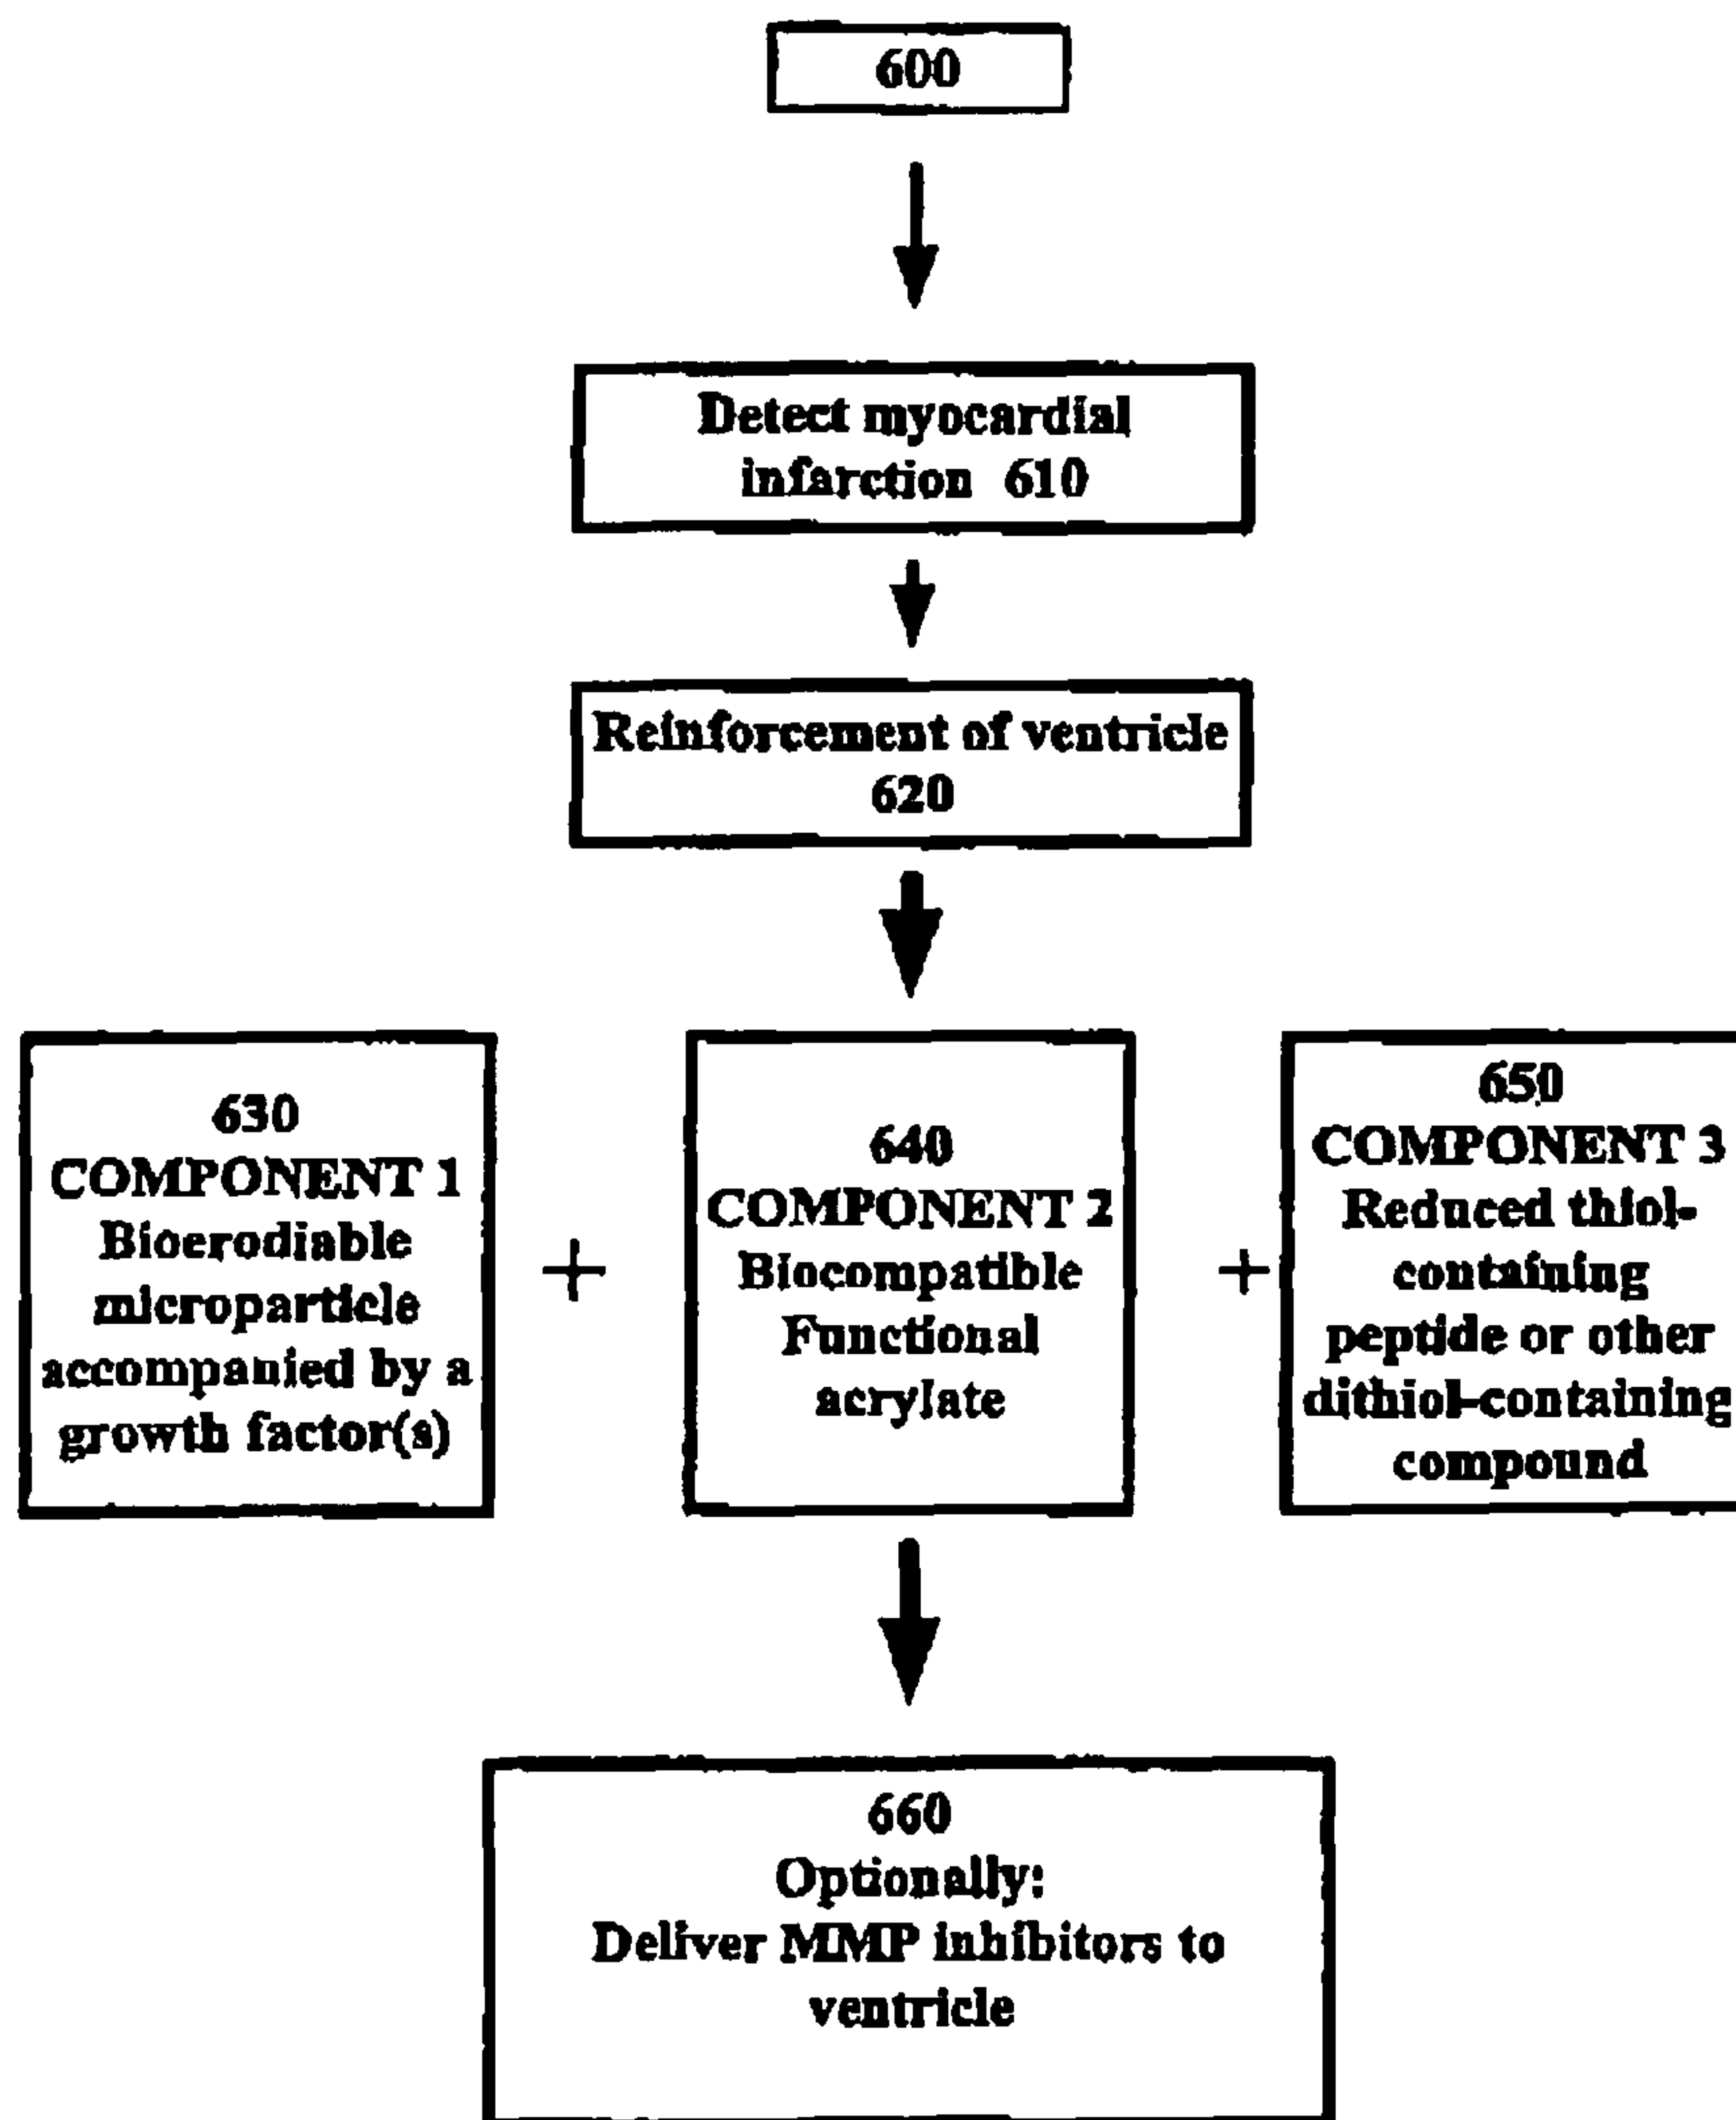 600
Detect myocardial
infarction 610
Reinforcement of ventricle
620
630
COMPONENT 1
Bioerodiable
microparticle
accompanied by a
growth factor(s)
+
640
COMPONENT 2
Biocompatible
Functional
acrylate
+
650
COMPONENT 3
Reduced thiol-
containing
peptide or other
dithiol-containing
compound
660
Optionally:
Deliver MMP inhibitors to
ventricle